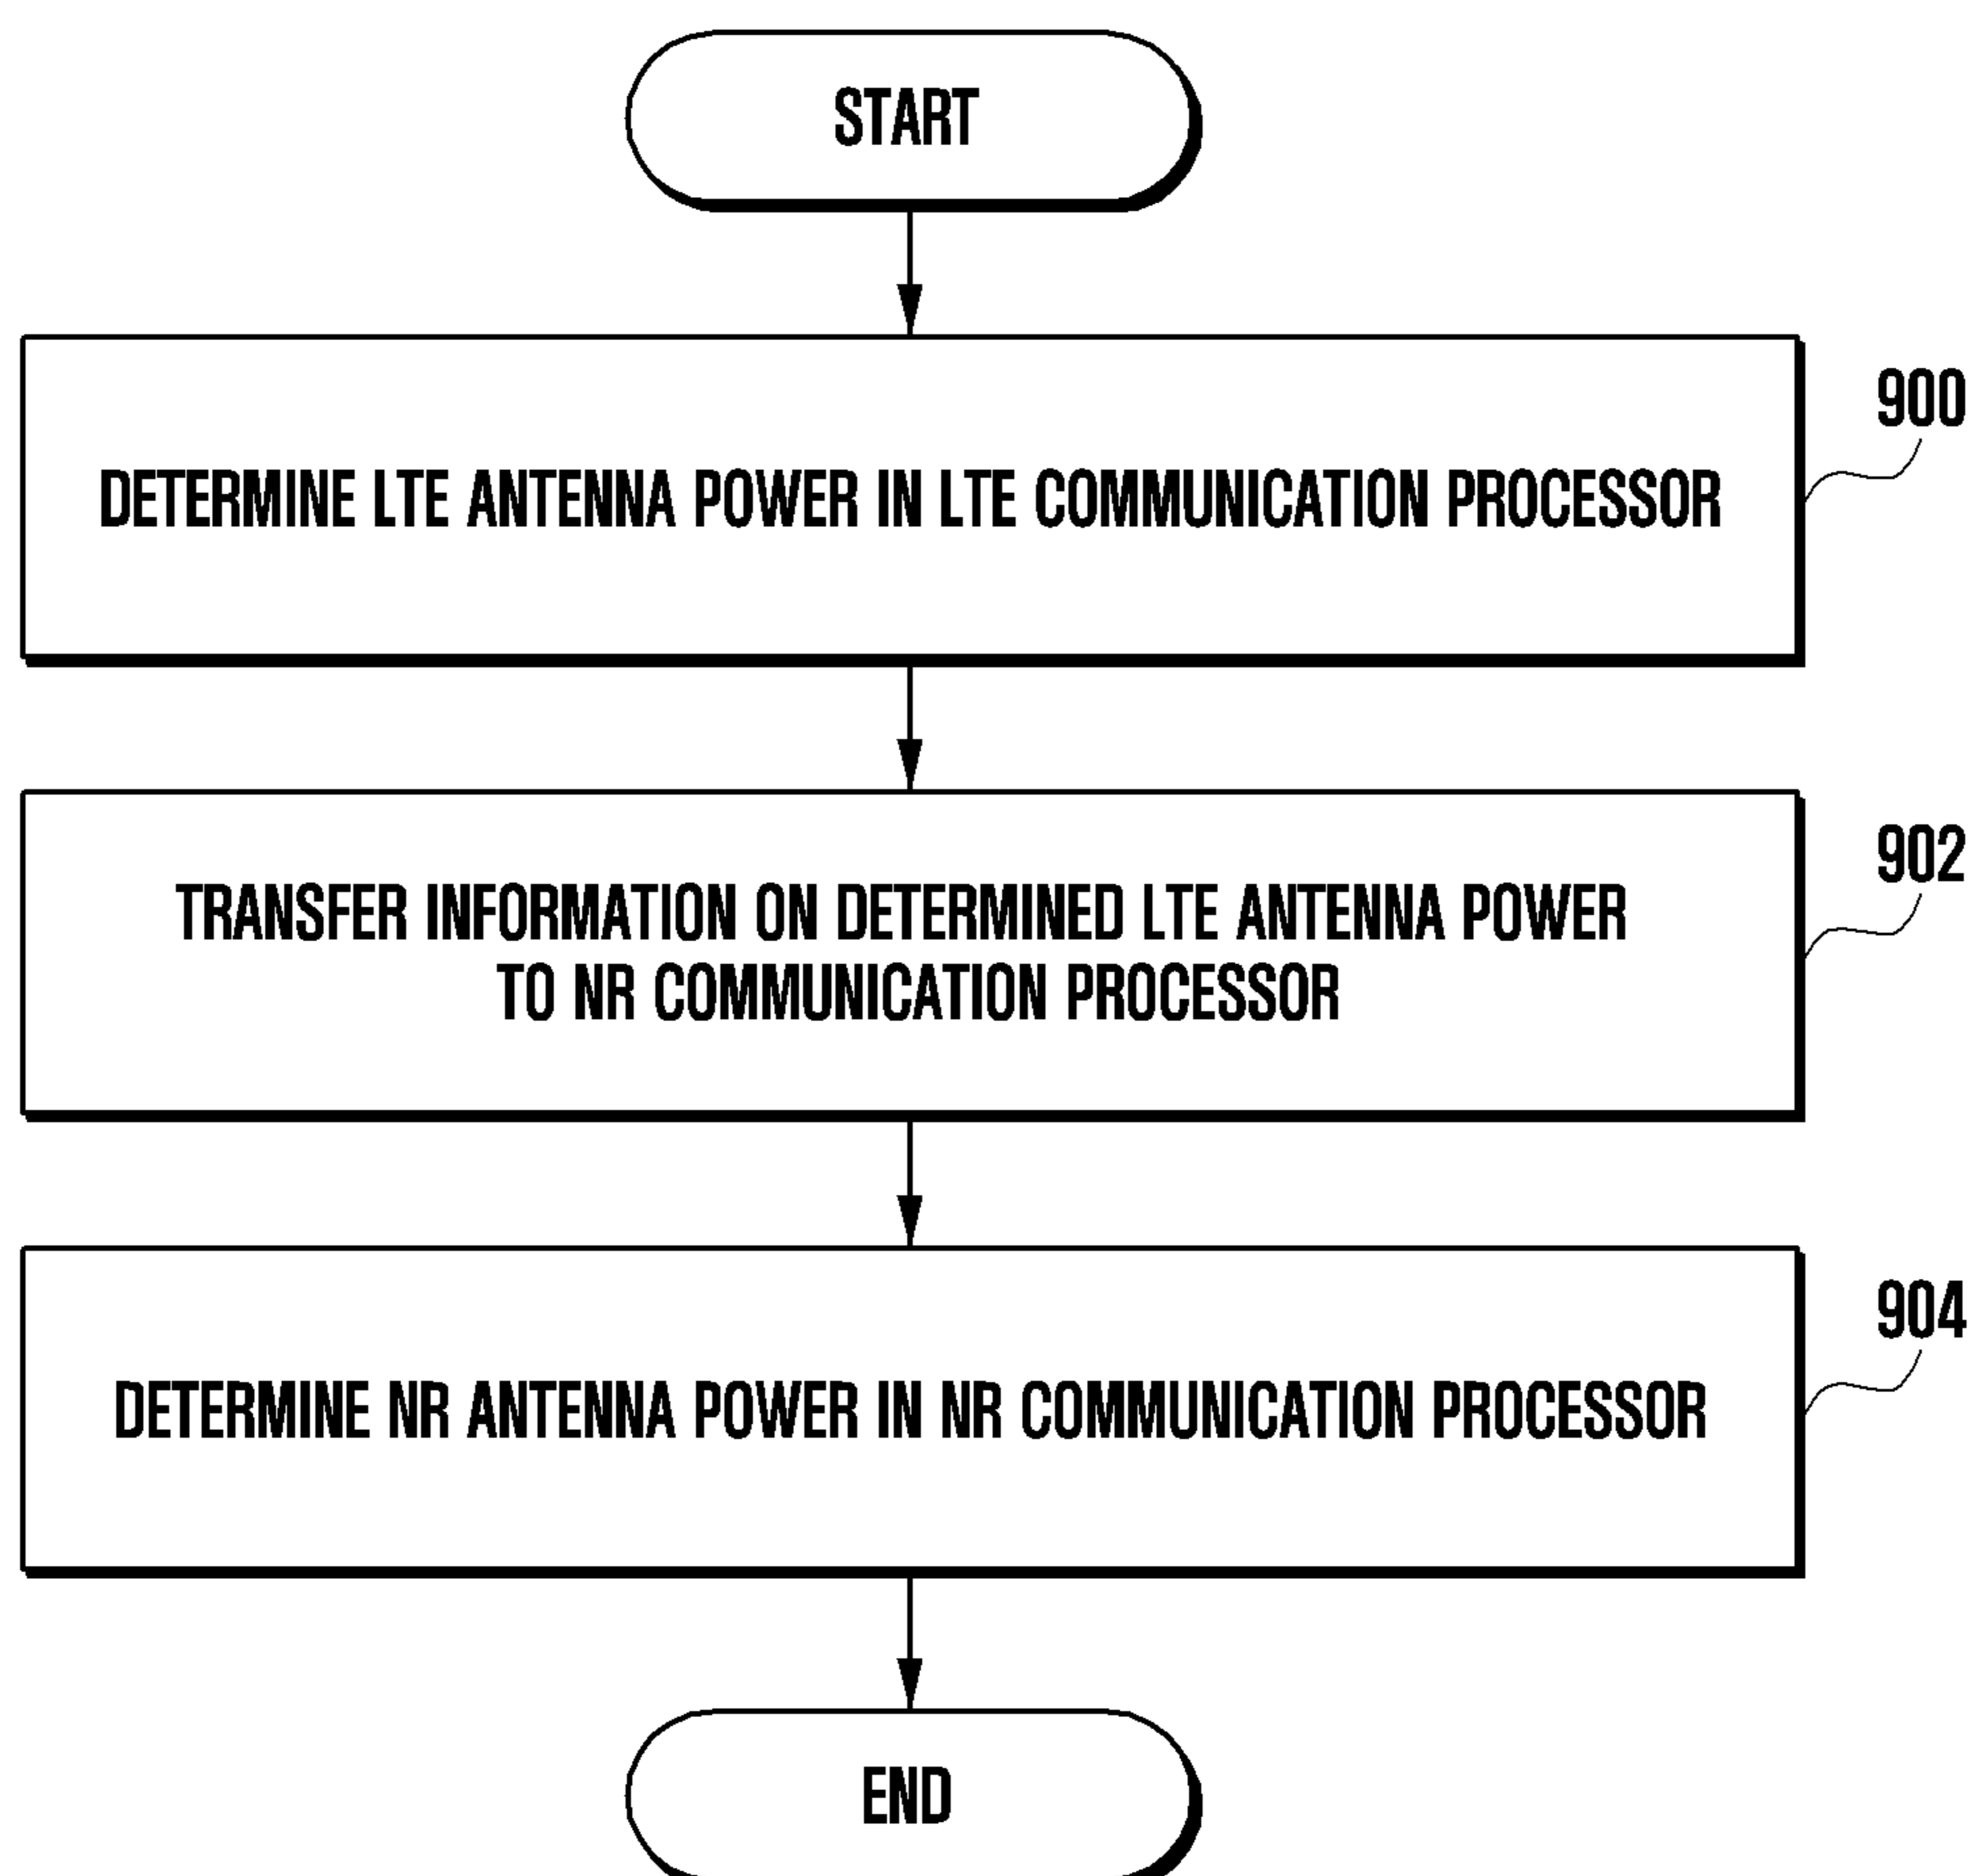 START
900
DETERMINE LTE ANTENNA POWER IN LTE COMMUNICATION PROCESSOR
902
TRANSFER INFORMATION ON DETERMINED LTE ANTENNA POWER
TO NR COMMUNICATION PROCESSOR
904
DETERMINE NR ANTENNA POWER IN NR COMMUNICATION PROCESSOR
END